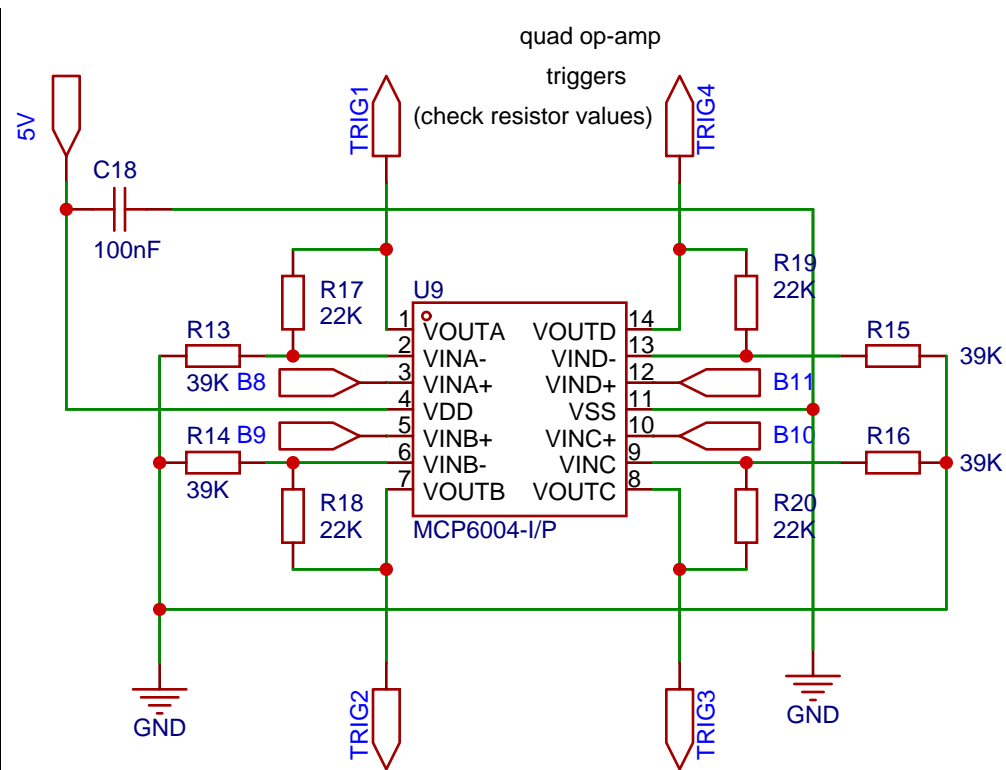 quad op-amp
triggers
(check resistor values)
5V
TRIG1
TRIG4
C18
100nF
R17
22K
R19
22K
U9
1 VOUTA VOUTD 14
2 VINA- VIND- 13
3 VINA+ VIND+ 12
4 VDD VSS 11
5 VINB+ VINC+ 10
6 VINB- VINC 9
7 VOUTB VOUTC 8
MCP6004-I/P
R13
39K
B8
B11
R15
39K
R14
39K
B9
B10
R16
39K
R18
22K
R20
22K
GND
GND
TRIG2
TRIG3